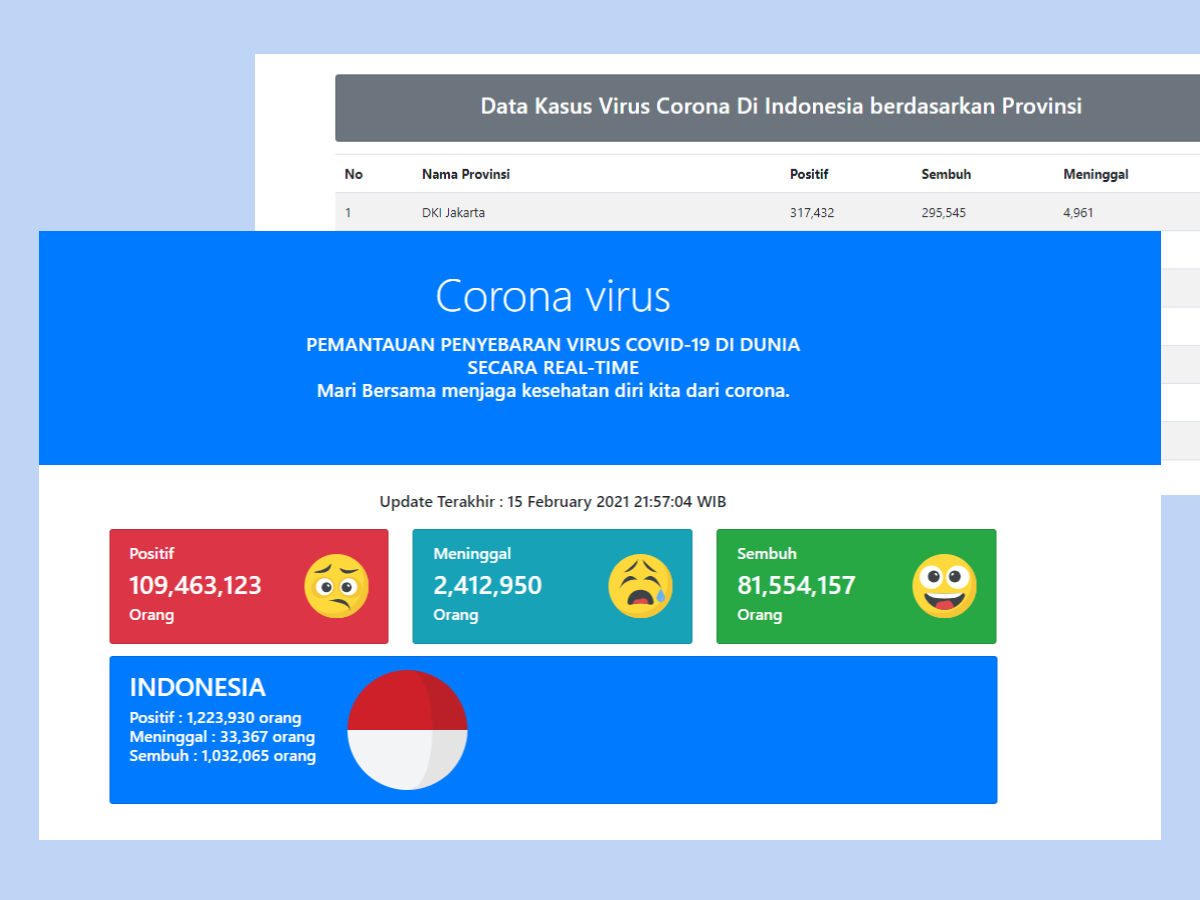 Data Kasus Virus Corona Di Indonesia berdasarkan Provinsi
No Nama Provinsi Positif Sembuh Meninggal
1 DKI Jakarta 317,432 295,545 4,961
Corona virus
PEMANTAUAN PENYEBARAN VIRUS COVID-19 DI DUNIA
SECARA REAL-TIME
Mari Bersama menjaga kesehatan diri kita dari corona.
Update Terakhir : 15 February 2021 21:57:04 WIB
Positif
109,463,123
Orang
Meninggal
2,412,950
Orang
Sembuh
81,554,157
Orang
INDONESIA
Positif : 1,223,930 orang
Meninggal : 33,367 orang
Sembuh : 1,032,065 orang